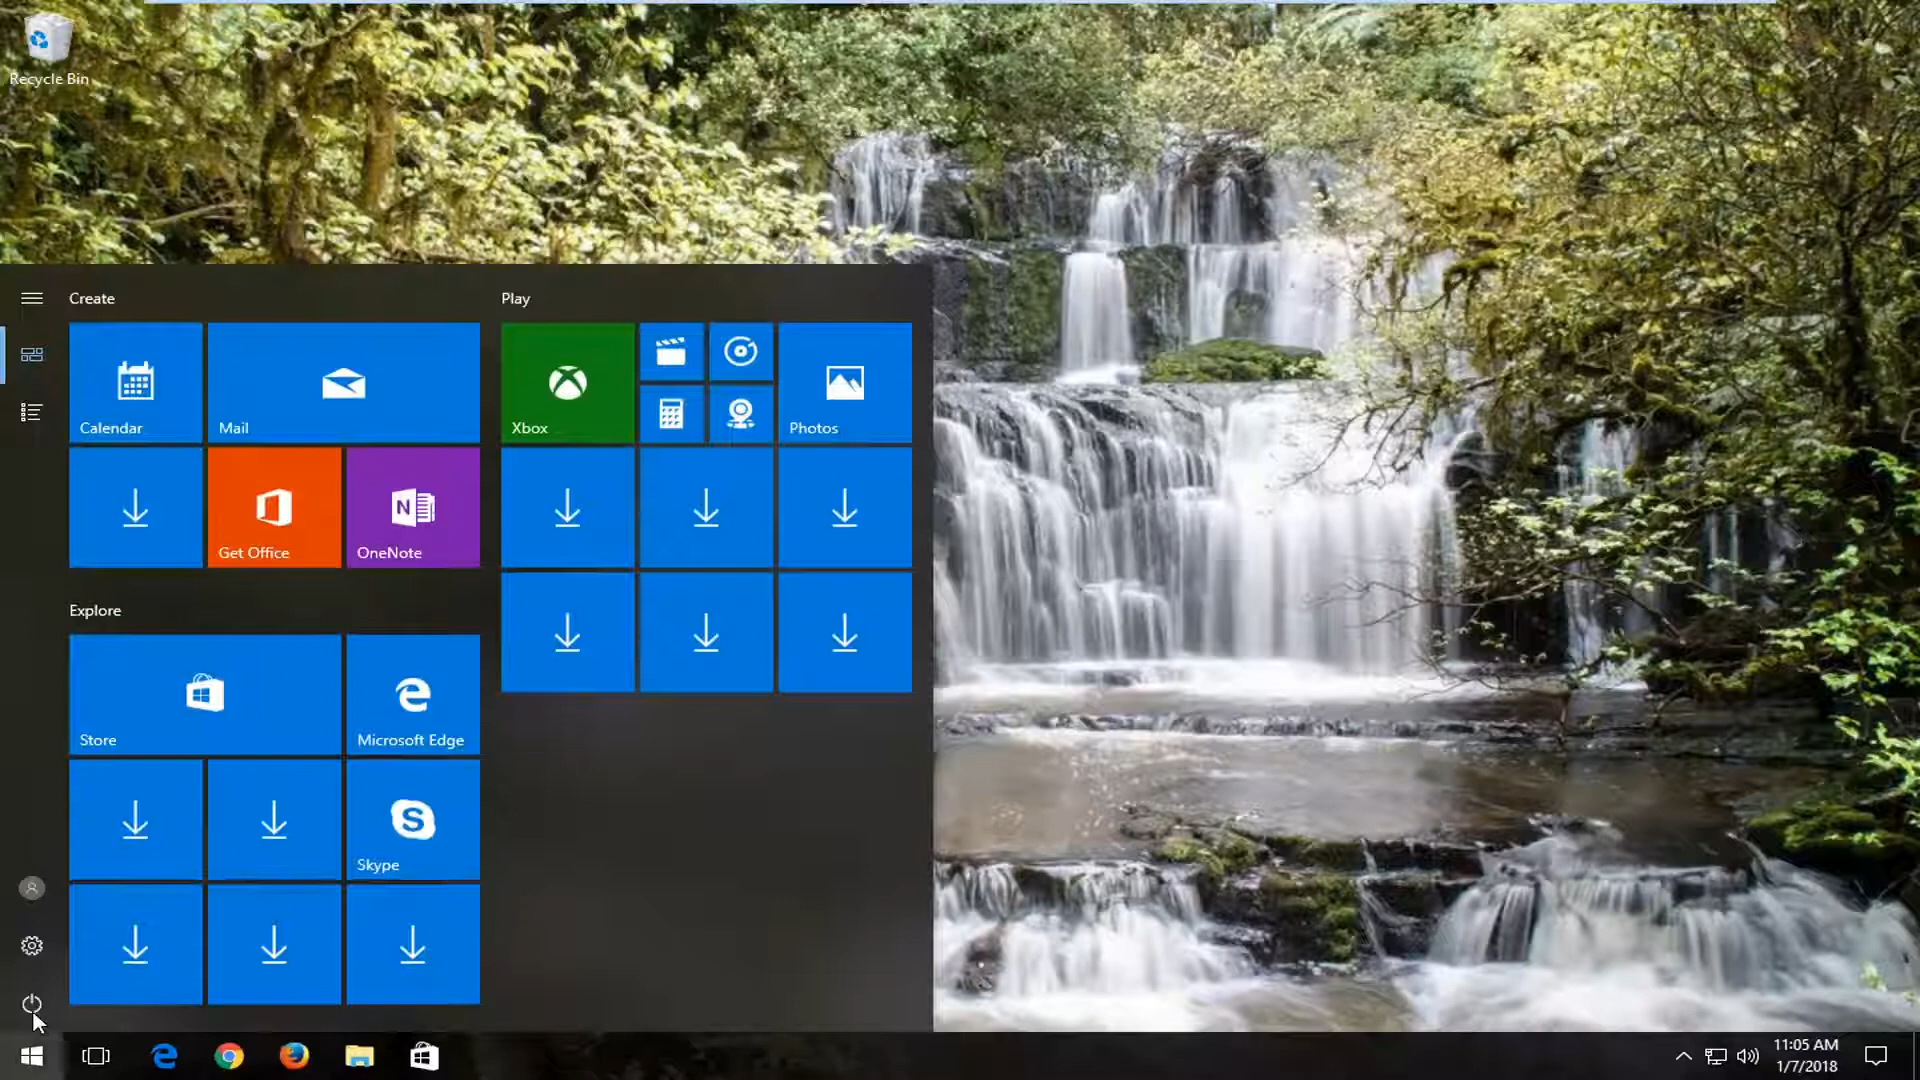 Recycle Bin
Create
Play
Calendar
Mail
Xbox
Photos
Get Office
N
OneNote
Explore
Store
Microsoft Edge
S
Skype
11:05 AM
1/7/2018